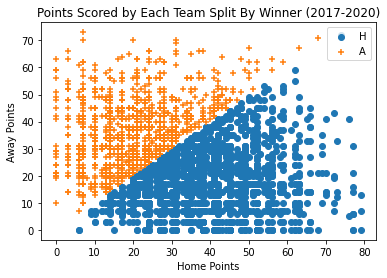 Points Scored by Each Team Split By Winner (2017-2020)
H
A
70
60
50
40
30
20
10
0
Away Points
0 10 20 30 40 50 60 70 80
Home Points